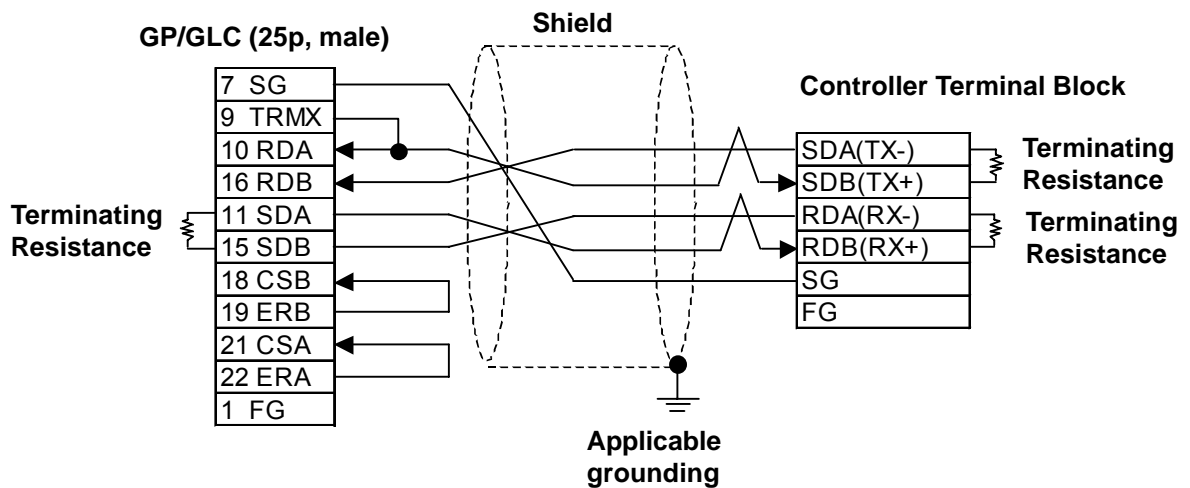 Shield
GP/GLC (25p, male)
7 SG
9 TRMX
10 RDA
16 RDB
11 SDA
15 SDB
18 CSB
19 ERB
21 CSA
22 ERA
1 FG
Terminating
Resistance
Controller Terminal Block
SDA(TX-)
SDB(TX+)
RDA(RX-)
RDB(RX+)
SG
FG
Terminating
Resistance
Terminating
Resistance
Applicable
grounding